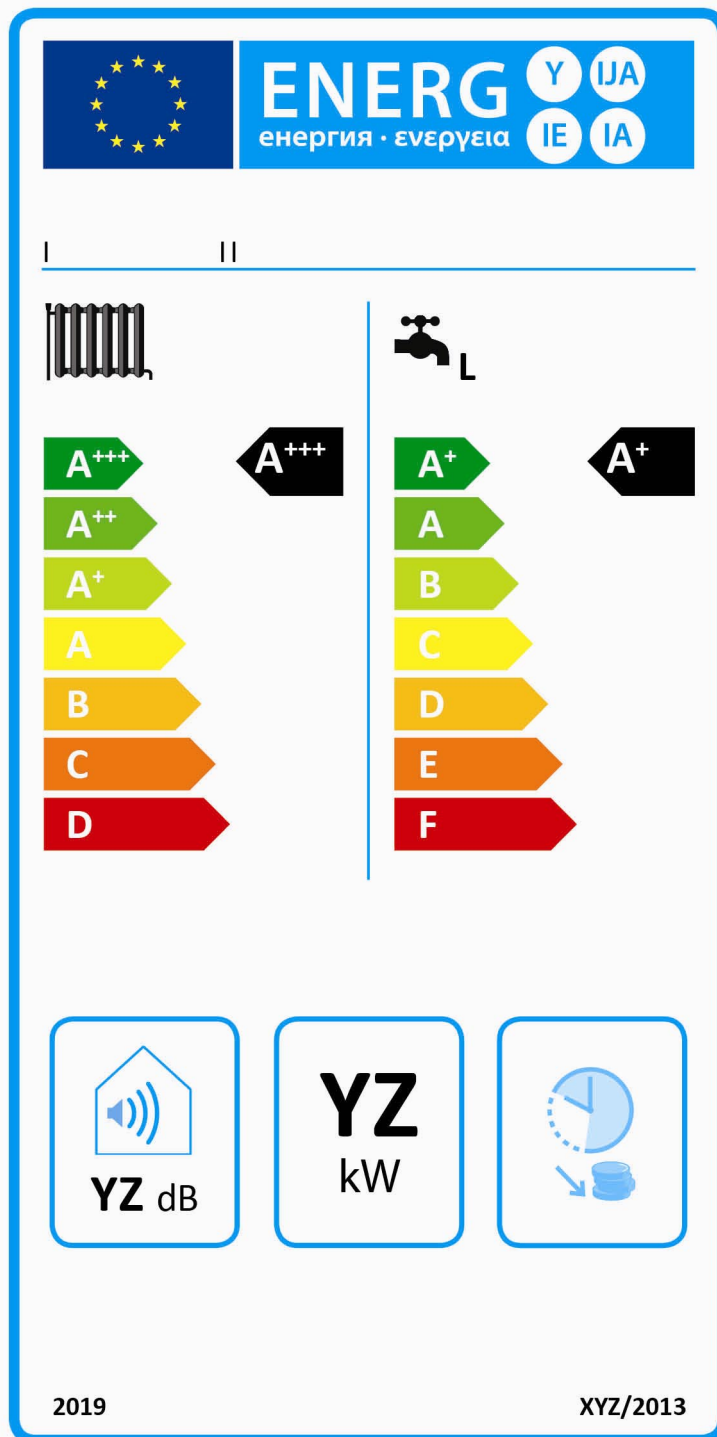 ENERG Y IJA
енергия · ενεργεια IE IA
I II
L
A+++ A+++
A++
A+
A
B
C
D
A+ A+
A
B
C
D
E
F
YZ dB
YZ
kW
2019 XYZ/2013